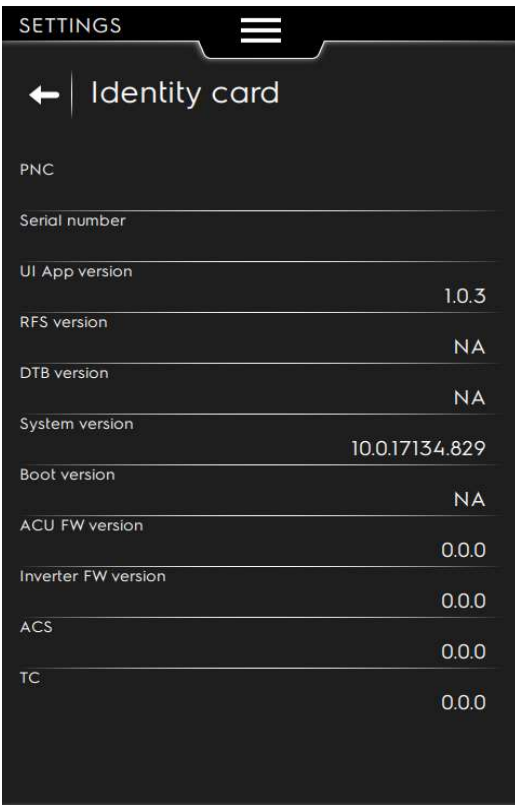 SETTINGS
Identity card
PNC
Serial number
UI App version
1.0.3
RFS version
NA
DTB version
NA
System version
10.0.17134.829
Boot version
NA
ACU FW version
0.0.0
Inverter FW version
0.0.0
ACS
0.0.0
TC
0.0.0